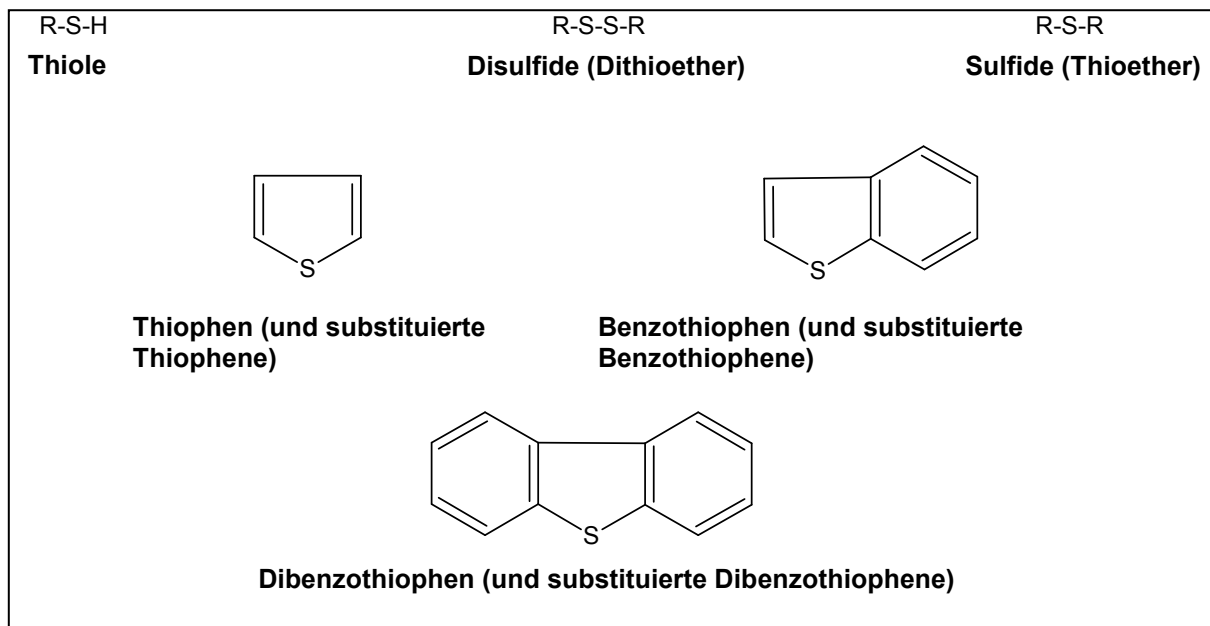 R-S-H
R-S-S-R
R-S-R
Thiole
Disulfide (Dithioether)
Sulfide (Thioether)
S
S
Thiophen (und substituierte
Thiophene)
Benzothiophen (und substituierte
Benzothiophene)
S
Dibenzothiophen (und substituierte Dibenzothiophene)